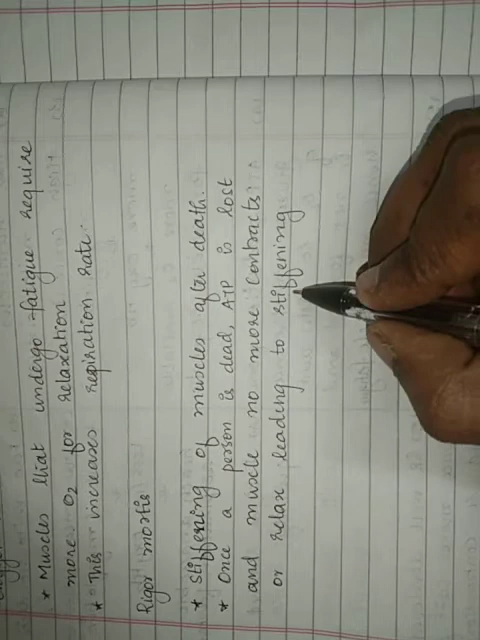 * Muscles that undergo fatigue require
more O2 for relaxation
* This increases respiration rate.
Rigor mortis
* Stiffening of muscles after death.
* Once a person is dead, ATP is lost
and muscle no more contracts
or relax leading to stiffening